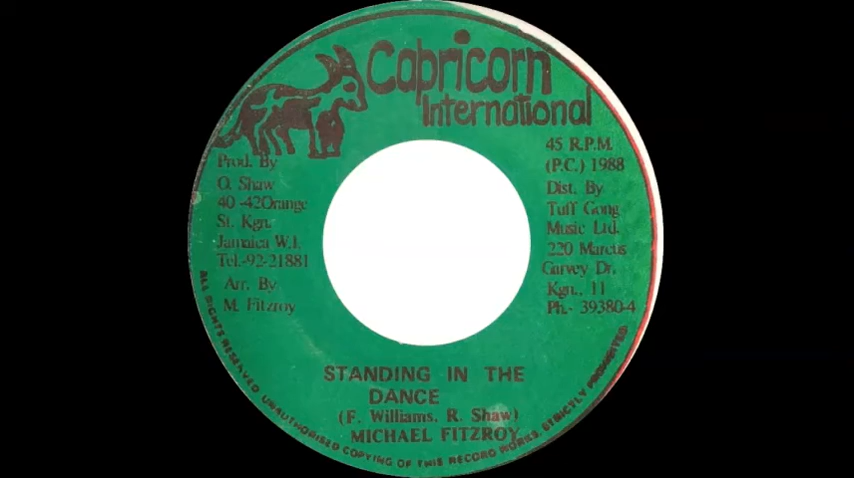 Capricorn
International
Prod. By
O. Shaw
40 -42Orange
St. Kgn.
Jamaica W.I.
Tel.-92-21881
Arr. By
M. Fitzroy
45 R.P.M.
(P.C.) 1988
Dist. By
Tuff Gong
Music Ltd.
220 Marcus
Garvey Dr.
Kgn., 11
Ph.- 39380-4
STANDING IN THE
DANCE
(F. Williams, R. Shaw)
MICHAEL FITZROY
ALL RIGHTS RESERVED UNAUTHORISED COPYING OF THIS RECORD WORKS, STRICTLY PROHIBITED